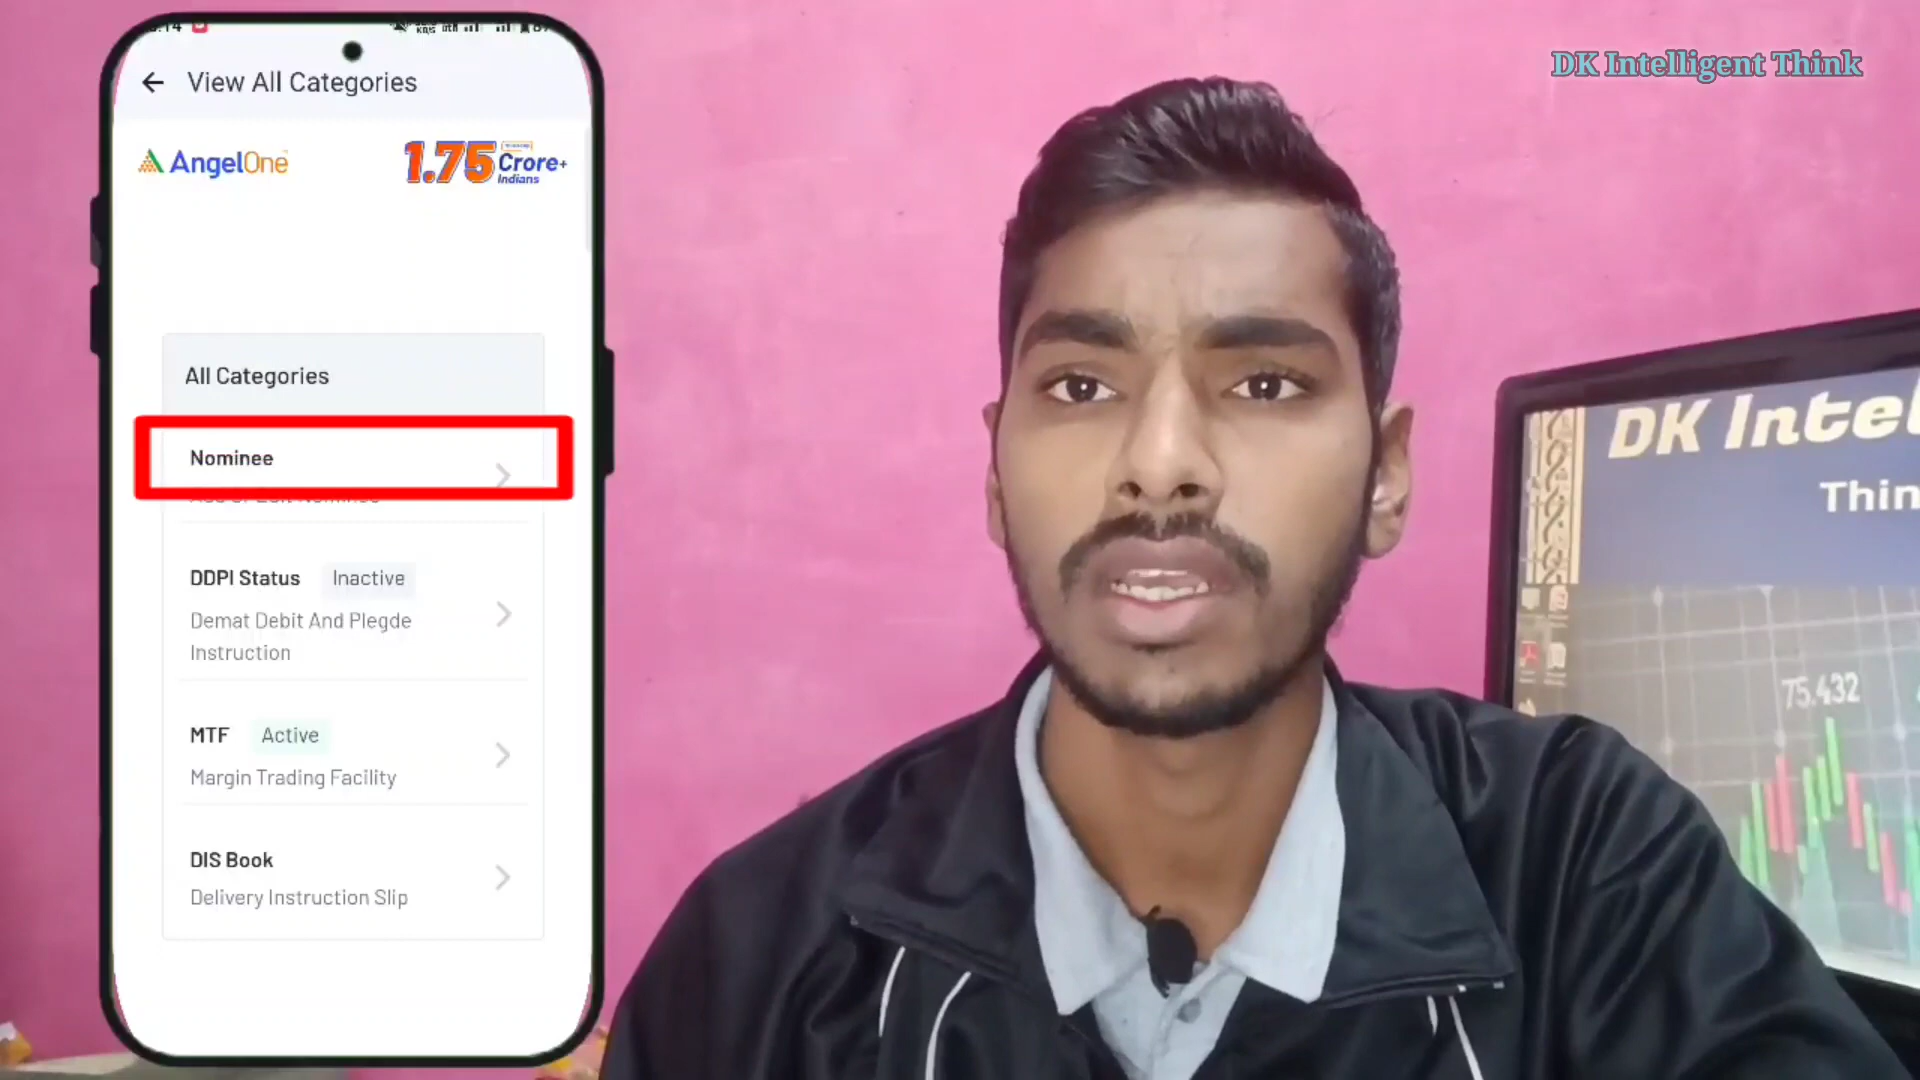 View All Categories
AngelOne
1.75 Crore+
Indians
All Categories
Nominee
DDPI Status Inactive
Demat Debit And Plegde
Instruction
MTF Active
Margin Trading Facility
DIS Book
Delivery Instruction Slip
DK Intelligent Think
DK Intel
Thin
75.432